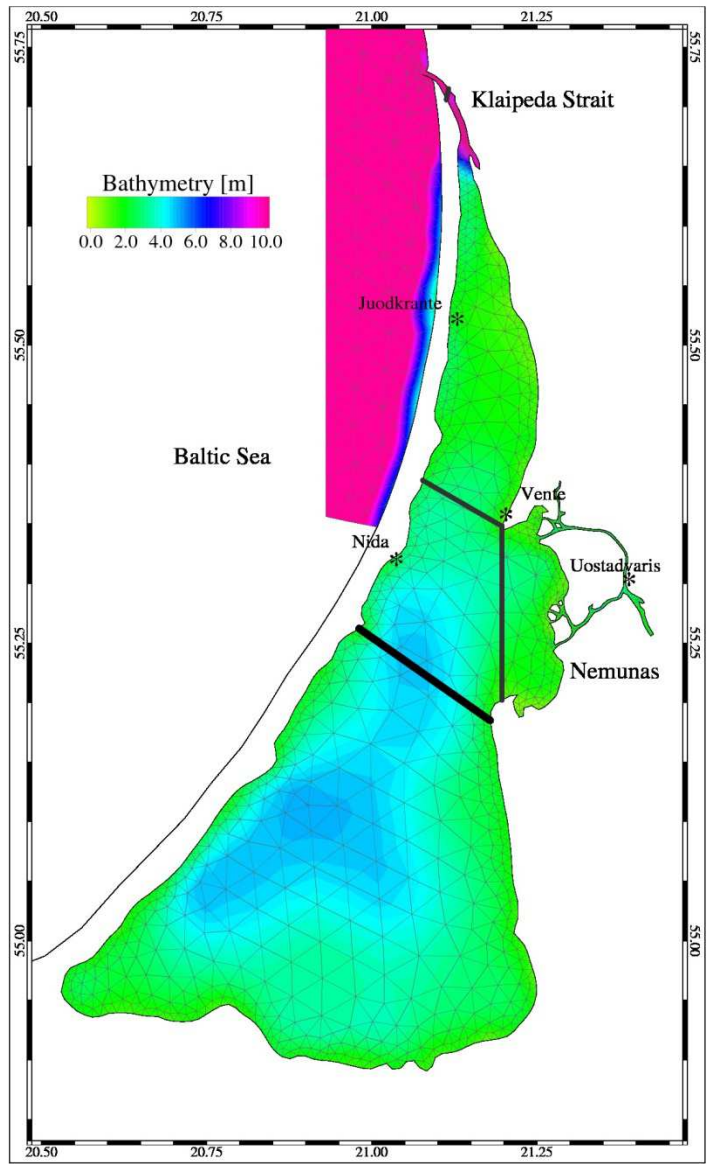 20.50 20.75 21.00 21.25
55.75 55.75
Klaipeda Strait
Bathymetry [m]
0.0 2.0 4.0 6.0 8.0 10.0
Juodkrante
*
55.50 55.50
Baltic Sea
Vente
*
Nida
*
Uostadvaris
*
55.25 55.25
Nemunas
55.00 55.00
20.50 20.75 21.00 21.25